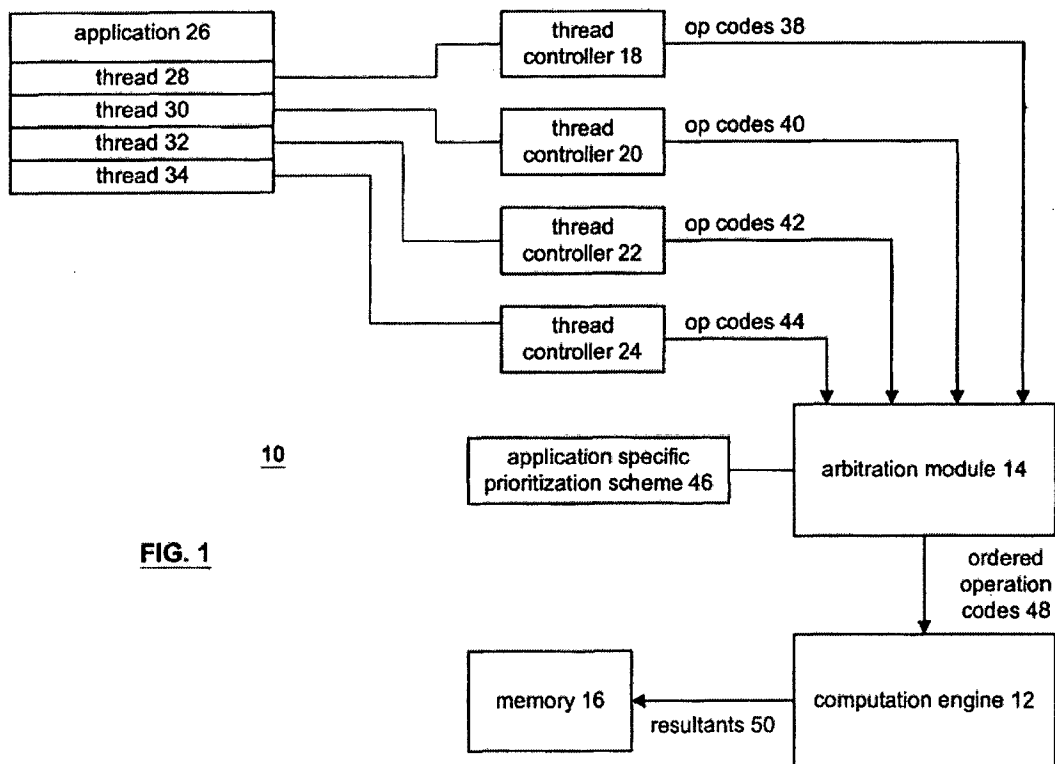 application 26
thread 28
thread 30
thread 32
thread 34
thread
controller 18
op codes 38
thread
controller 20
op codes 40
thread
controller 22
op codes 42
thread
controller 24
op codes 44
10
application specific
prioritization scheme 46
arbitration module 14
FIG. 1
ordered
operation
codes 48
memory 16
resultants 50
computation engine 12